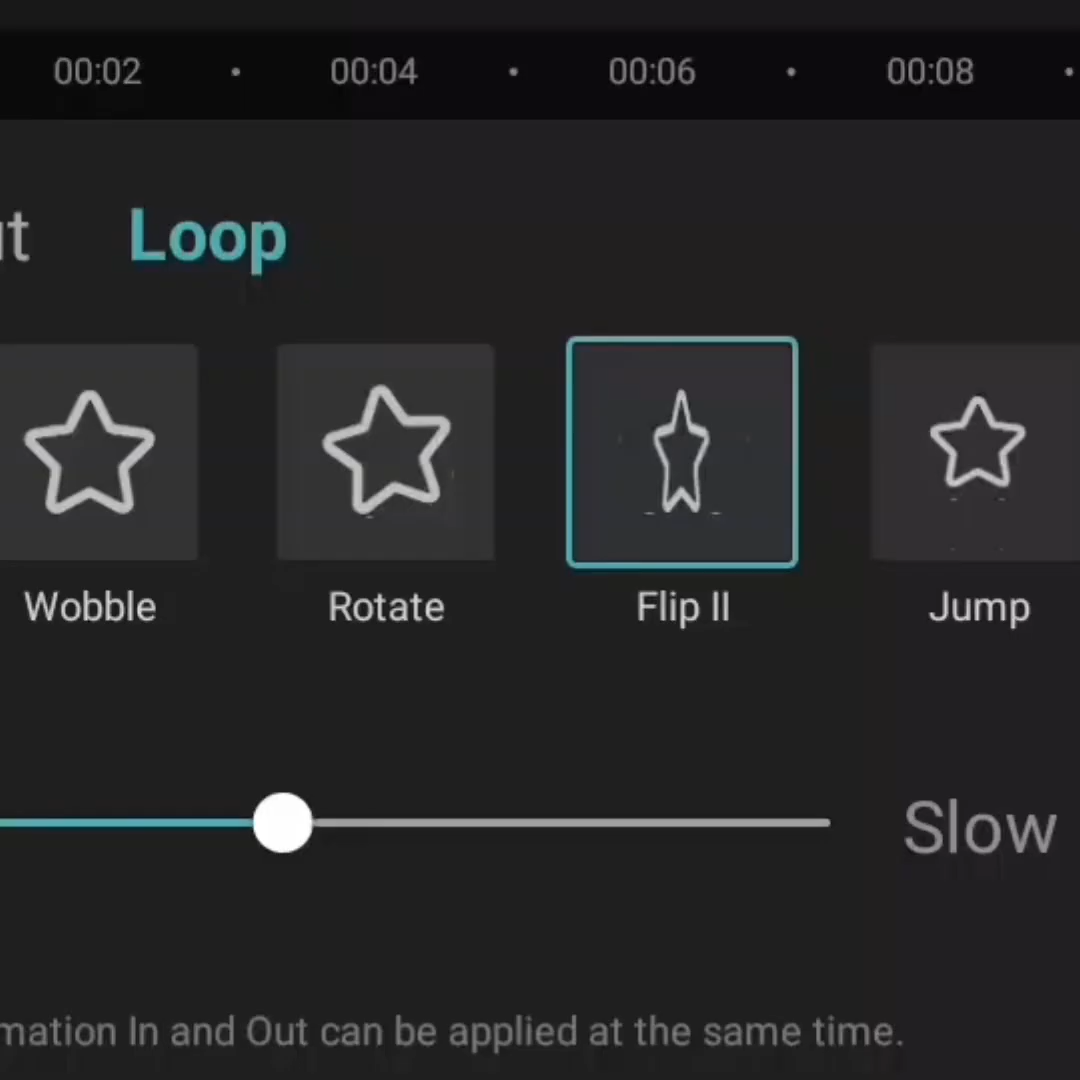 00:02 • 00:04 • 00:06 • 00:08 •
Loop
Wobble Rotate Flip II Jump
Slow
In and Out can be applied at the same time.